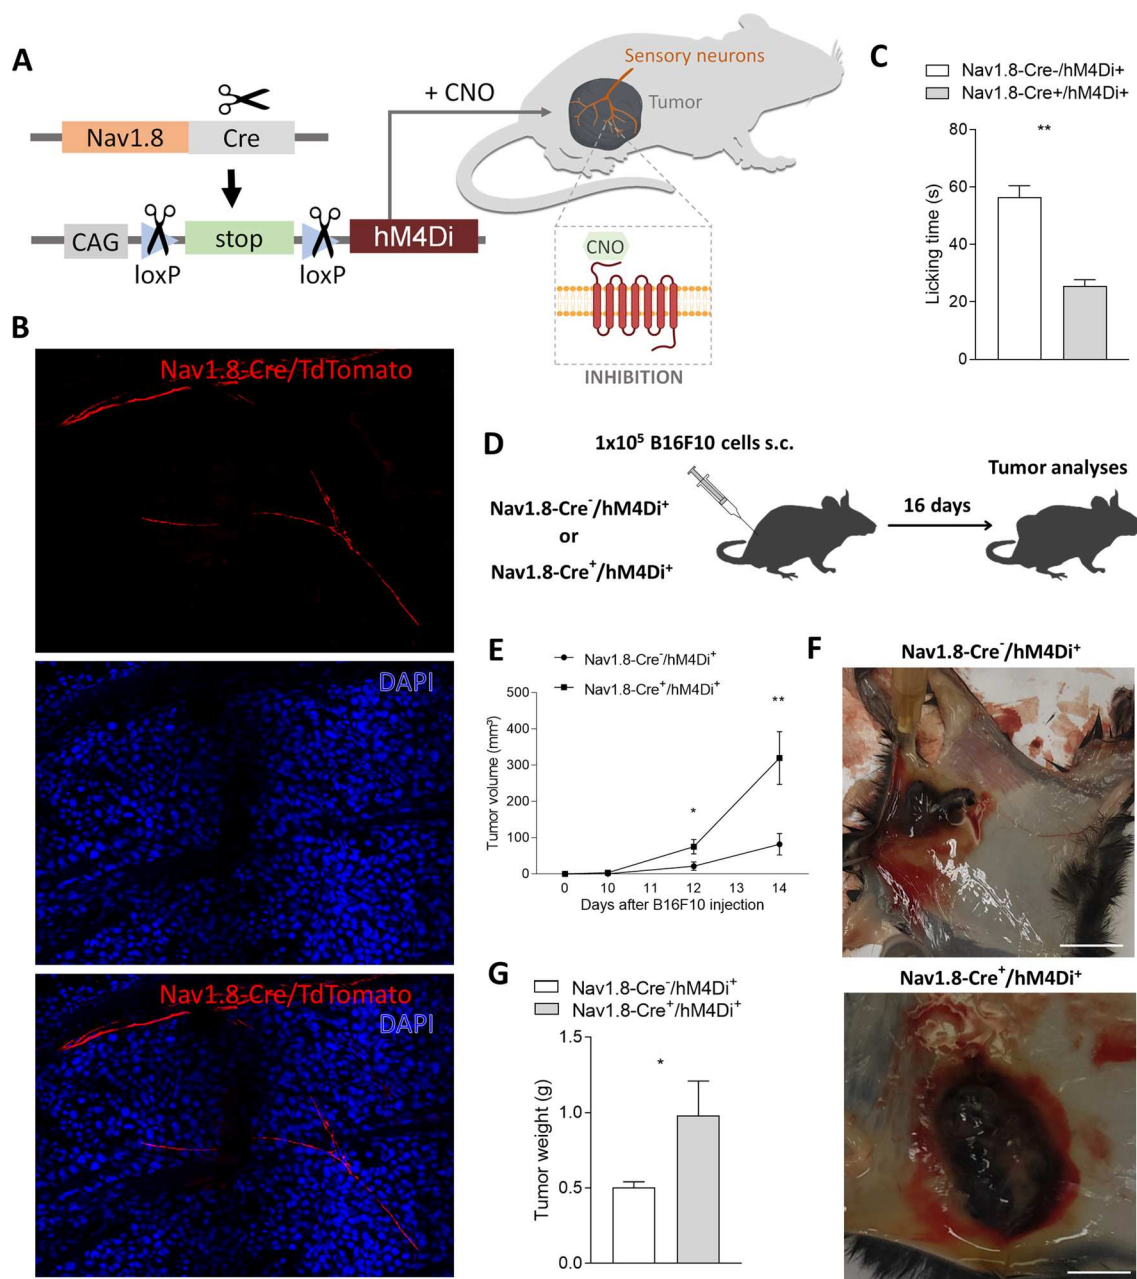 A
Sensory neurons
+ CNO
Tumor
Nav1.8
Cre
CAG
stop
hM4Di
loxP
loxP
CNO
INHIBITION
B
Nav1.8-Cre/TdTomato
DAPI
Nav1.8-Cre/TdTomato
DAPI
C
Nav1.8-Cre-/hM4Di+
Nav1.8-Cre+/hM4Di+
**
80
60
40
20
0
Licking time (s)
D
1x10⁵ B16F10 cells s.c.
Tumor analyses
Nav1.8-Cre⁻/hM4Di⁺
or
Nav1.8-Cre⁺/hM4Di⁺
16 days
E
Nav1.8-Cre⁻/hM4Di⁺
Nav1.8-Cre⁺/hM4Di⁺
500
400
300
200
100
0
Tumor volume (mm³)
*
**
0 10 11 12 13 14
Days after B16F10 injection
F
Nav1.8-Cre⁻/hM4Di⁺
Nav1.8-Cre⁺/hM4Di⁺
G
Nav1.8-Cre⁻/hM4Di⁺
Nav1.8-Cre⁺/hM4Di⁺
1.5
1.0
0.5
0.0
Tumor weight (g)
*